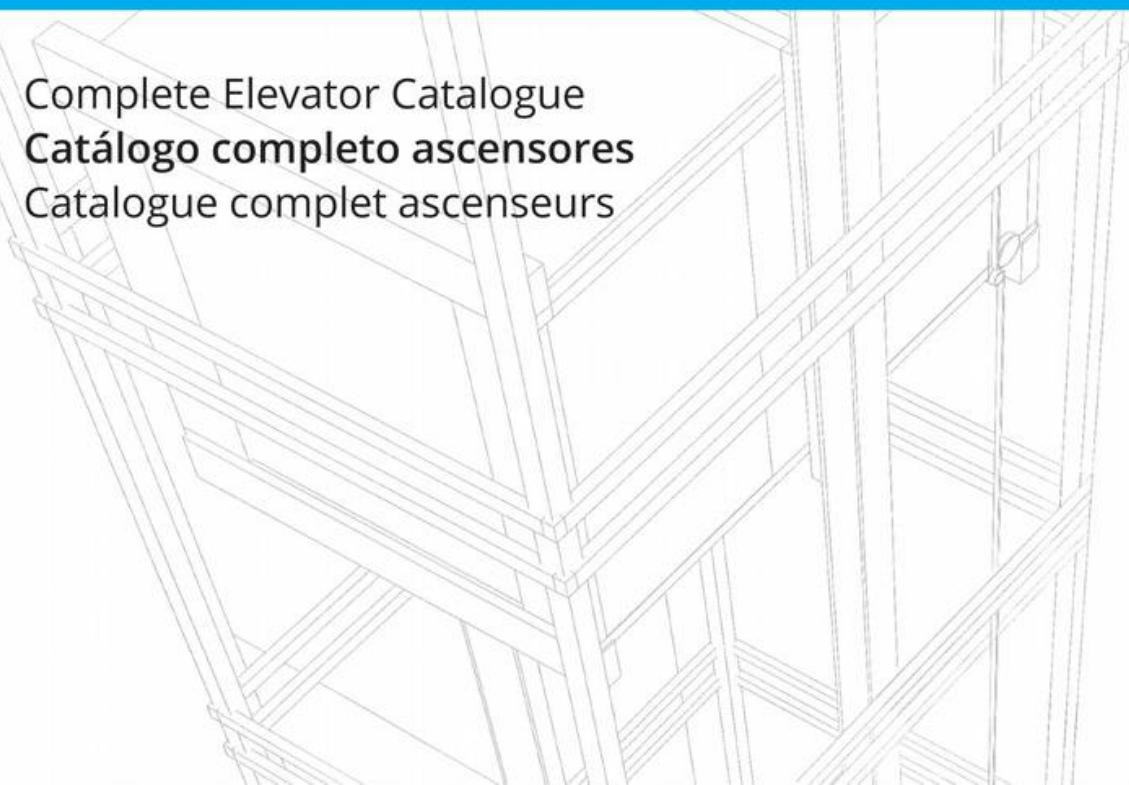 Complete Elevator Catalogue
Catálogo completo ascensores
Catalogue complet ascenseurs